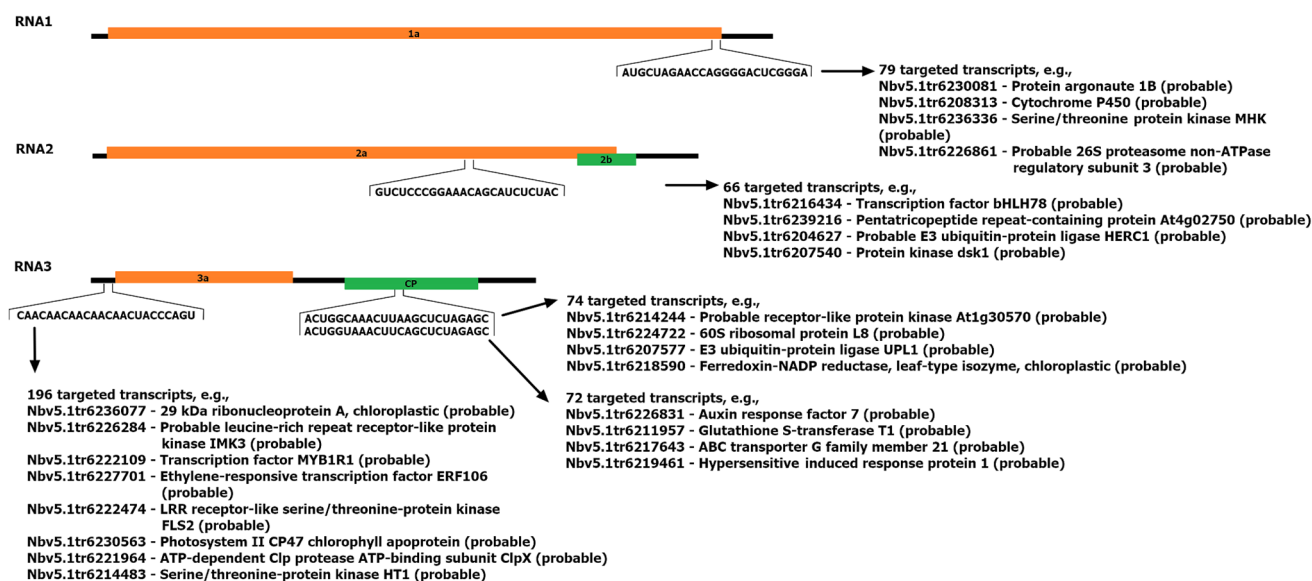 RNA1
1a
AUGCUAGAACCAGGGGACUCGGGA
79 targeted transcripts, e.g.,
Nbv5.1tr6230081 - Protein argonaute 1B (probable)
Nbv5.1tr6208313 - Cytochrome P450 (probable)
Nbv5.1tr6236336 - Serine/threonine protein kinase MHK
(probable)
Nbv5.1tr6226861 - Probable 26S proteasome non-ATPase
regulatory subunit 3 (probable)
RNA2
2a
2b
GUCUCCCGGAAACAGCAUCUCUAC
66 targeted transcripts, e.g.,
Nbv5.1tr6216434 - Transcription factor bHLH78 (probable)
Nbv5.1tr6239216 - Pentatricopeptide repeat-containing protein At4g02750 (probable)
Nbv5.1tr6204627 - Probable E3 ubiquitin-protein ligase HERC1 (probable)
Nbv5.1tr6207540 - Protein kinase dsk1 (probable)
RNA3
3a
CP
CAACAACAACAACAACUACCCAGU
ACUGGCAAACUUAAGCUCUAGAGC
ACUGGUAAACUUCAGCUCUAGAGC
74 targeted transcripts, e.g.,
Nbv5.1tr6214244 - Probable receptor-like protein kinase At1g30570 (probable)
Nbv5.1tr6224722 - 60S ribosomal protein L8 (probable)
Nbv5.1tr6207577 - E3 ubiquitin-protein ligase UPL1 (probable)
Nbv5.1tr6218590 - Ferredoxin-NADP reductase, leaf-type isozyme, chloroplastic (probable)
72 targeted transcripts, e.g.,
Nbv5.1tr6226831 - Auxin response factor 7 (probable)
Nbv5.1tr6211957 - Glutathione S-transferase T1 (probable)
Nbv5.1tr6217643 - ABC transporter G family member 21 (probable)
Nbv5.1tr6219461 - Hypersensitive induced response protein 1 (probable)
196 targeted transcripts, e.g.,
Nbv5.1tr6236077 - 29 kDa ribonucleoprotein A, chloroplastic (probable)
Nbv5.1tr6226284 - Probable leucine-rich repeat receptor-like protein
kinase IMK3 (probable)
Nbv5.1tr6222109 - Transcription factor MYB1R1 (probable)
Nbv5.1tr6227701 - Ethylene-responsive transcription factor ERF106
(probable)
Nbv5.1tr6222474 - LRR receptor-like serine/threonine-protein kinase
FLS2 (probable)
Nbv5.1tr6230563 - Photosystem II CP47 chlorophyll apoprotein (probable)
Nbv5.1tr6221964 - ATP-dependent Clp protease ATP-binding subunit ClpX (probable)
Nbv5.1tr6214483 - Serine/threonine-protein kinase HT1 (probable)